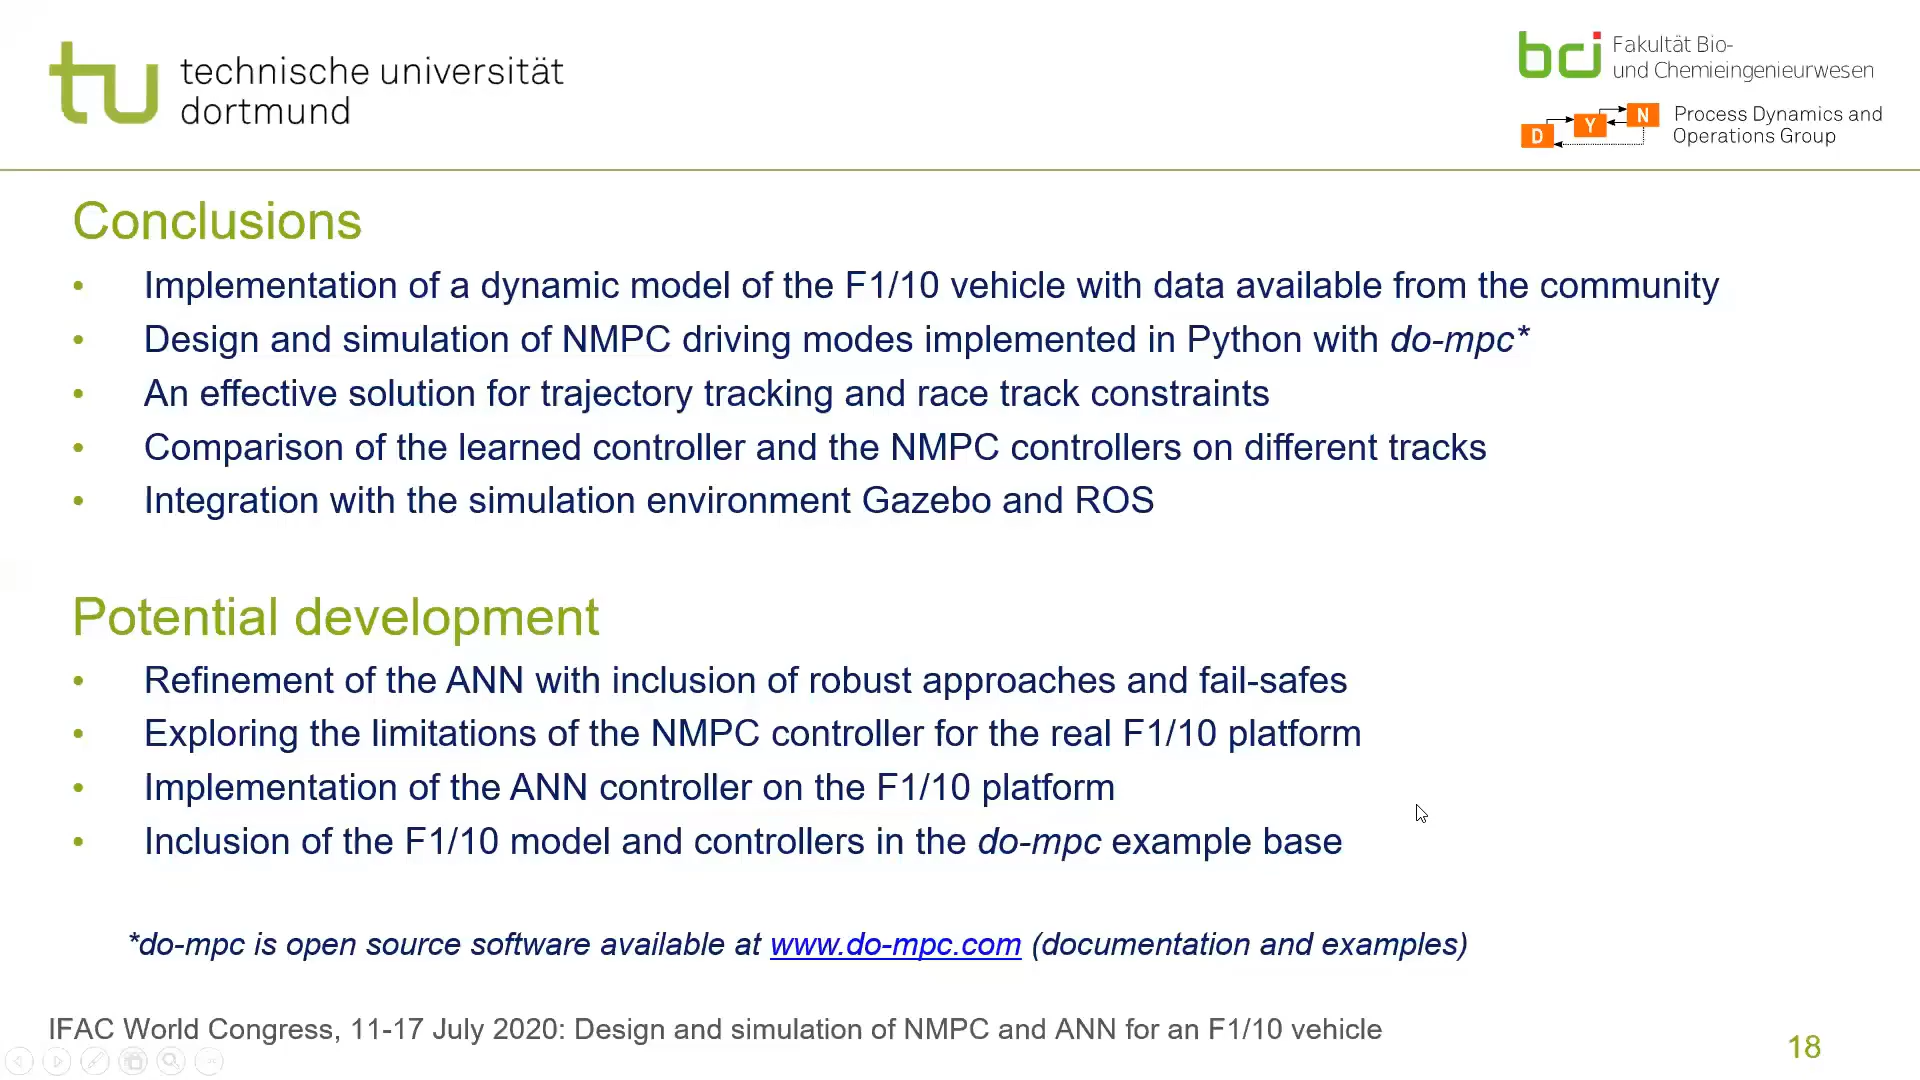 technische universität
dortmund
bci Fakultät Bio-
und Chemieingenieurwesen
D Y N Process Dynamics and
Operations Group
Conclusions
• Implementation of a dynamic model of the F1/10 vehicle with data available from the community
• Design and simulation of NMPC driving modes implemented in Python with do-mpc*
• An effective solution for trajectory tracking and race track constraints
• Comparison of the learned controller and the NMPC controllers on different tracks
• Integration with the simulation environment Gazebo and ROS
Potential development
• Refinement of the ANN with inclusion of robust approaches and fail-safes
• Exploring the limitations of the NMPC controller for the real F1/10 platform
• Implementation of the ANN controller on the F1/10 platform
• Inclusion of the F1/10 model and controllers in the do-mpc example base
*do-mpc is open source software available at www.do-mpc.com (documentation and examples)
IFAC World Congress, 11-17 July 2020: Design and simulation of NMPC and ANN for an F1/10 vehicle
18